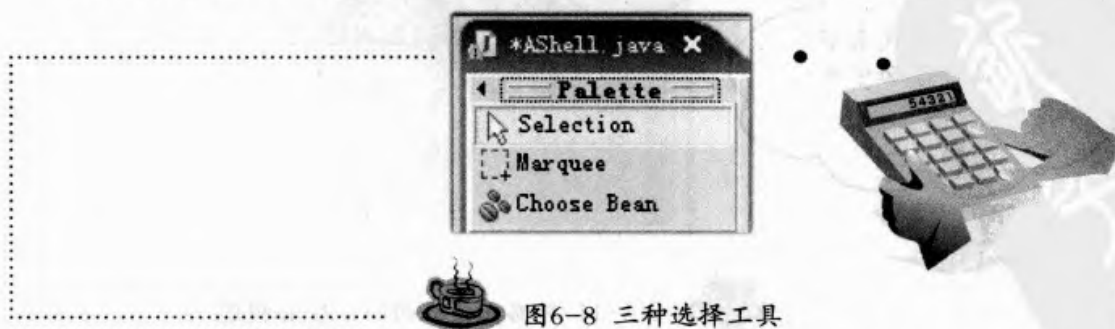 *AShell.java
Palette
Selection
Marquee
Choose Bean
54321
图6-8 三种选择工具